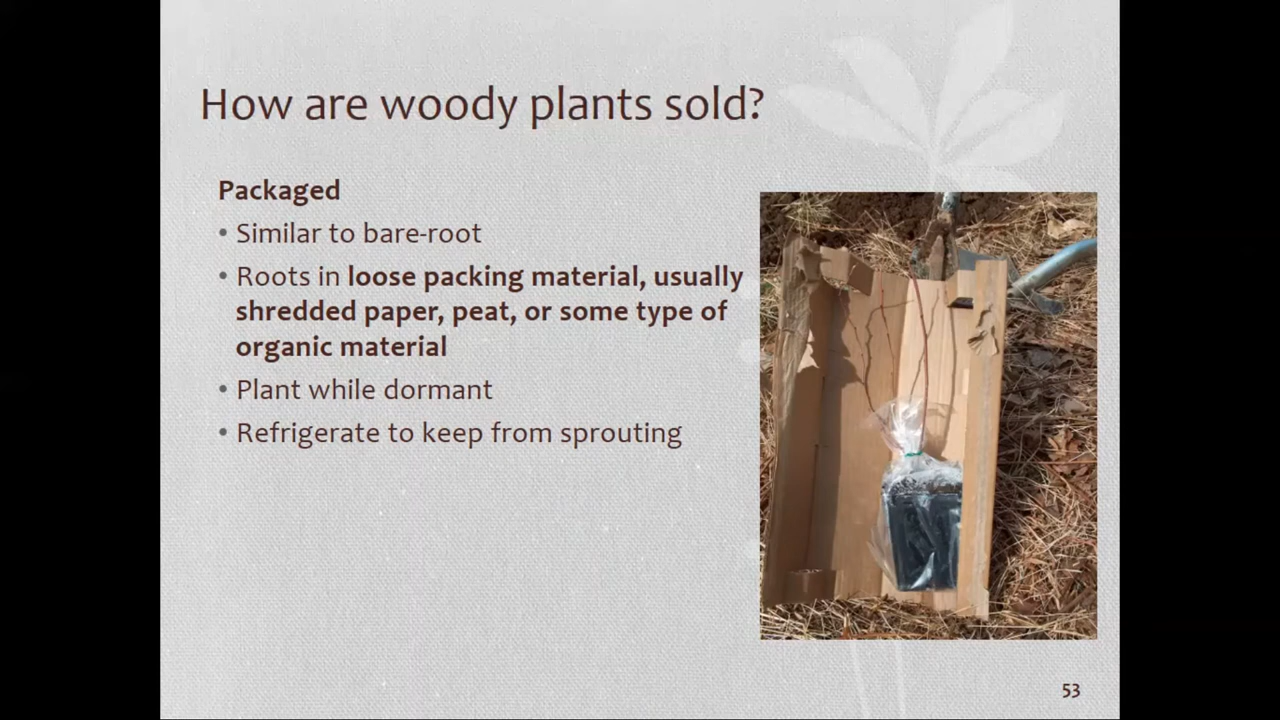 How are woody plants sold?
Packaged
• Similar to bare-root
• Roots in loose packing material, usually
shredded paper, peat, or some type of
organic material
• Plant while dormant
• Refrigerate to keep from sprouting
53